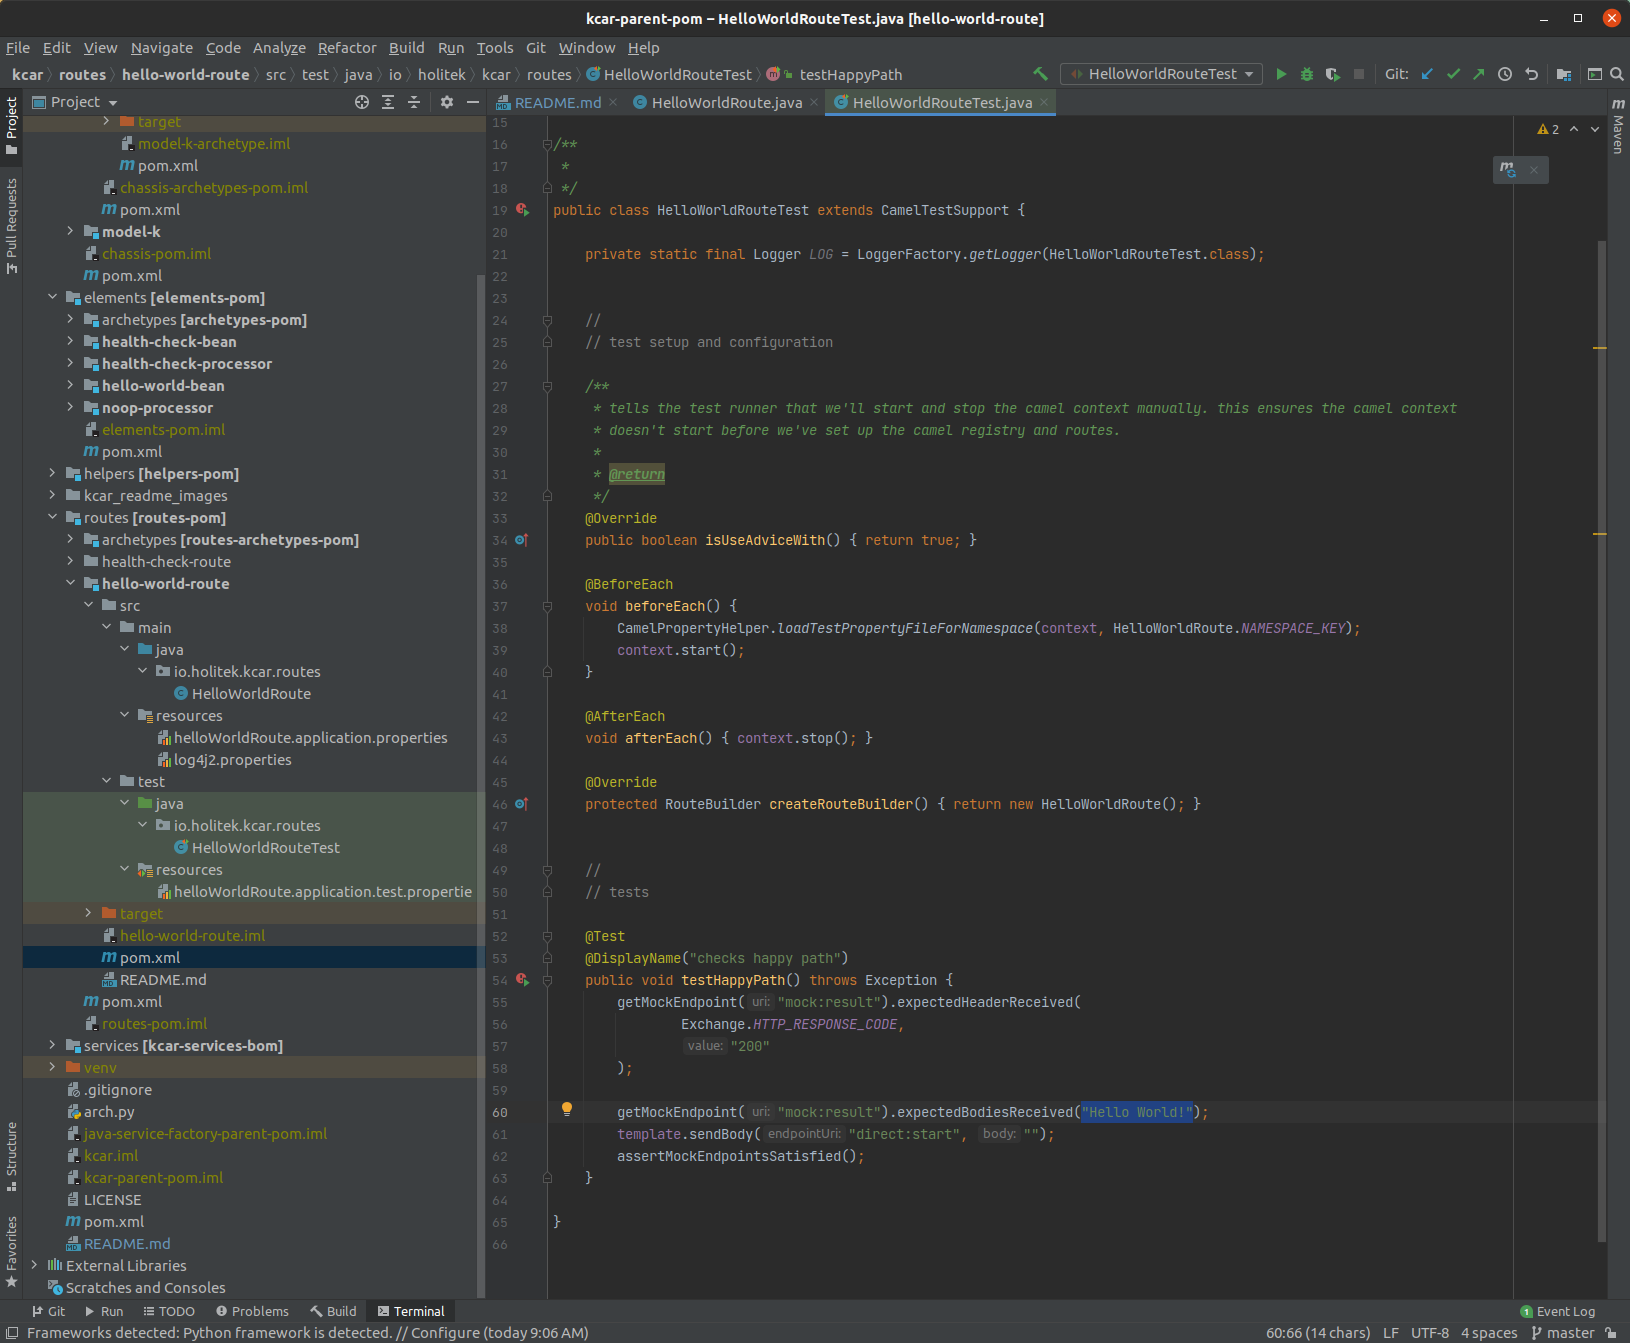 kcar-parent-pom – HelloWorldRouteTest.java [hello-world-route]
File Edit View Navigate Code Analyze Refactor Build Run Tools Git Window Help
kcar routes hello-world-route src test java io holitek kcar routes HelloWorldRouteTest testHappyPath HelloWorldRouteTest Git:
Project
README.md HelloWorldRoute.java HelloWorldRouteTest.java
Project
Pull Requests
Structure
Favorites
Maven
target
model-k-archetype.iml
pom.xml
chassis-archetypes-pom.iml
pom.xml
model-k
chassis-pom.iml
pom.xml
elements [elements-pom]
archetypes [archetypes-pom]
health-check-bean
health-check-processor
hello-world-bean
noop-processor
elements-pom.iml
pom.xml
helpers [helpers-pom]
kcar_readme_images
routes [routes-pom]
archetypes [routes-archetypes-pom]
health-check-route
hello-world-route
src
main
java
io.holitek.kcar.routes
HelloWorldRoute
resources
helloWorldRoute.application.properties
log4j2.properties
test
java
io.holitek.kcar.routes
HelloWorldRouteTest
resources
helloWorldRoute.application.test.propertie
target
hello-world-route.iml
pom.xml
README.md
pom.xml
routes-pom.iml
services [kcar-services-bom]
venv
.gitignore
arch.py
java-service-factory-parent-pom.iml
kcar.iml
kcar-parent-pom.iml
LICENSE
pom.xml
README.md
External Libraries
Scratches and Consoles
2
15
16 /**
17 *
18 */
19 public class HelloWorldRouteTest extends CamelTestSupport {
20
21 private static final Logger LOG = LoggerFactory.getLogger(HelloWorldRouteTest.class);
22
23
24 //
25 // test setup and configuration
26
27 /**
28 * tells the test runner that we'll start and stop the camel context manually. this ensures the camel context
29 * doesn't start before we've set up the camel registry and routes.
30 *
31 * @return
32 */
33 @Override
34 public boolean isUseAdviceWith() { return true; }
35
36 @BeforeEach
37 void beforeEach() {
38 CamelPropertyHelper.loadTestPropertyFileForNamespace(context, HelloWorldRoute.NAMESPACE_KEY);
39 context.start();
40 }
41
42 @AfterEach
43 void afterEach() { context.stop(); }
44
45 @Override
46 protected RouteBuilder createRouteBuilder() { return new HelloWorldRoute(); }
47
48
49 //
50 // tests
51
52 @Test
53 @DisplayName("checks happy path")
54 public void testHappyPath() throws Exception {
55 getMockEndpoint( uri: "mock:result").expectedHeaderReceived(
56 Exchange.HTTP_RESPONSE_CODE,
57 value: "200"
58 );
59
60 getMockEndpoint( uri: "mock:result").expectedBodiesReceived("Hello World!");
61 template.sendBody( endpointUri: "direct:start", body: "");
62 assertMockEndpointsSatisfied();
63 }
64
65 }
66
Git Run TODO Problems Build Terminal 1 Event Log
Frameworks detected: Python framework is detected. // Configure (today 9:06 AM) 60:66 (14 chars) LF UTF-8 4 spaces master